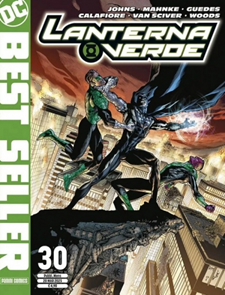 DC
BEST SELLER
PANINI COMICS
JOHNS • MAHNKE • GUEDES
CALAFIORE • VAN SCIVER • WOODS
LANTERNA
VERDE
30